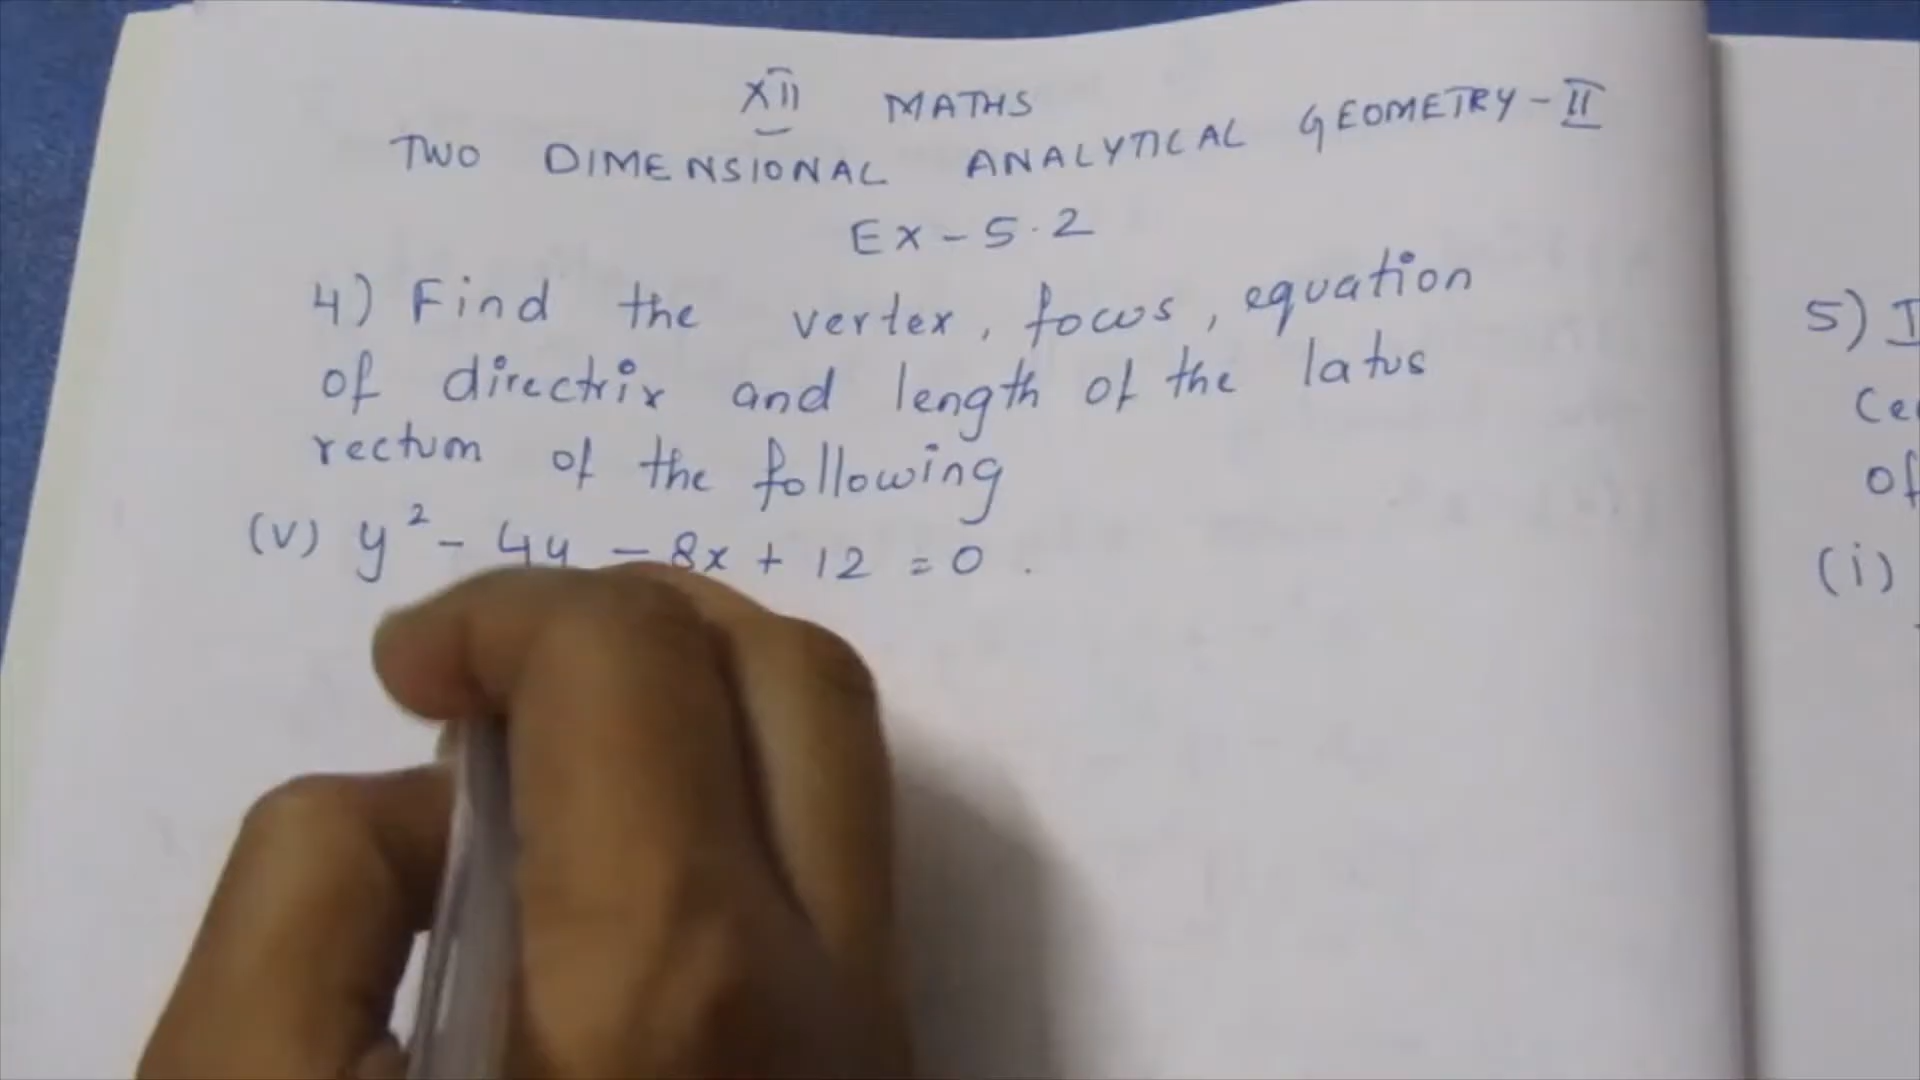 XII MATHS
TWO DIMENSIONAL ANALYTICAL GEOMETRY - II
Ex - 5.2
4) Find the vertex, focus, equation
of directrix and length of the latus
rectum of the following
(V) y² - 4y - 8x + 12 = 0.
5) I
Ce
of
(i)